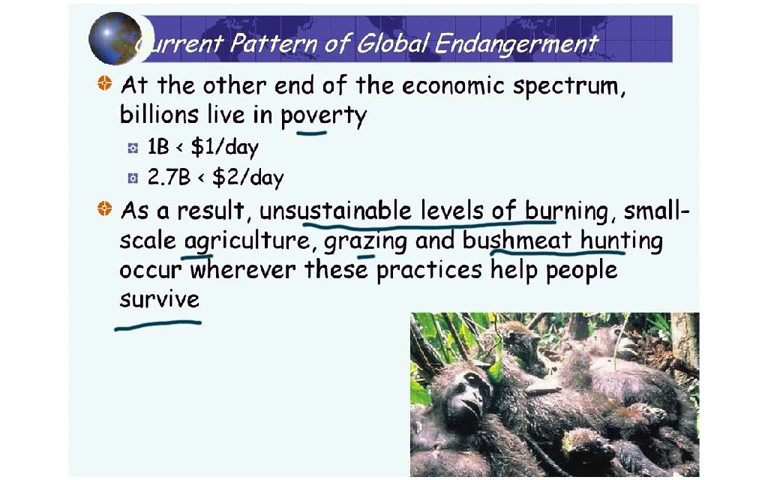 Current Pattern of Global Endangerment
At the other end of the economic spectrum,
billions live in poverty
1B < $1/day
2.7B < $2/day
As a result, unsustainable levels of burning, small-
scale agriculture, grazing and bushmeat hunting
occur wherever these practices help people
survive